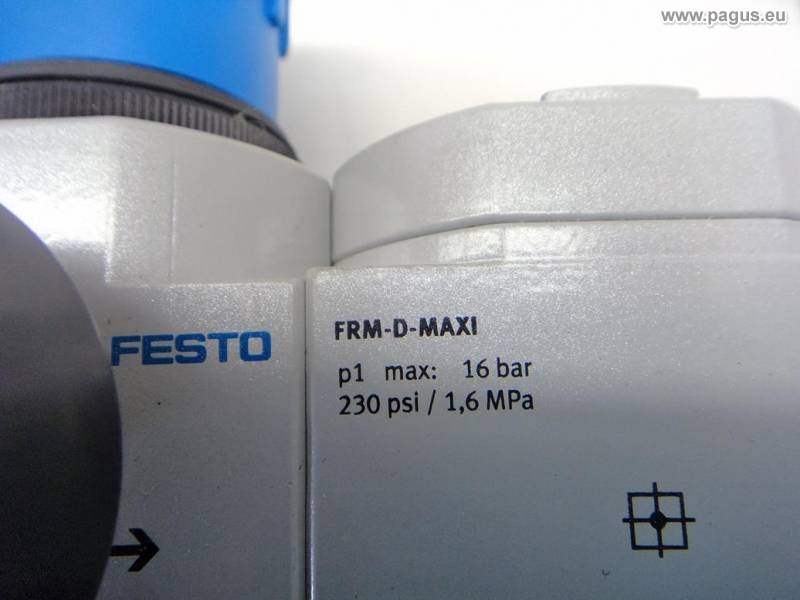 www.pagus.eu
FESTO
FRM-D-MAXI
p1 max: 16 bar
230 psi / 1,6 MPa